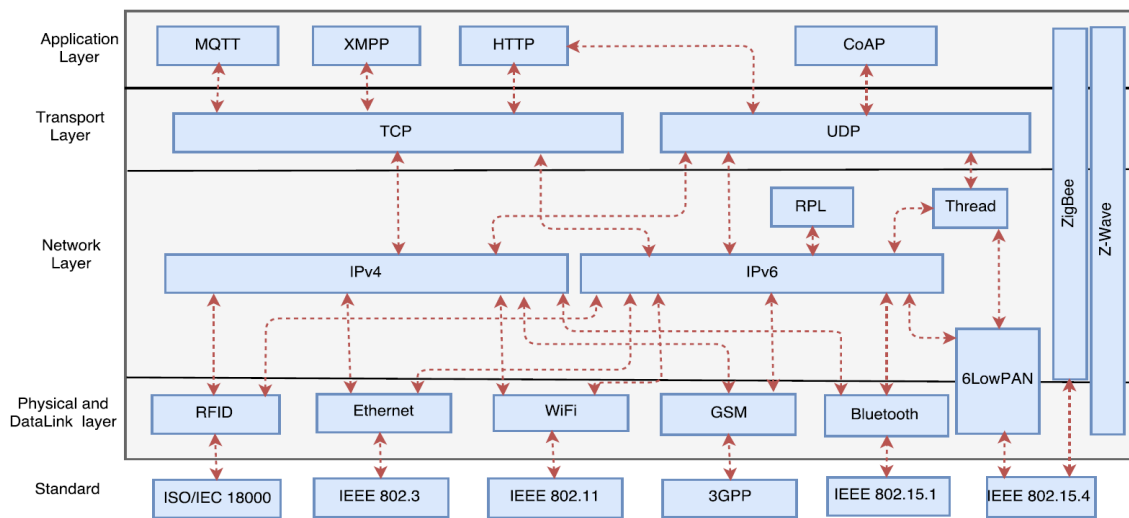 Application
Layer
MQTT
XMPP
HTTP
CoAP
Transport
Layer
TCP
UDP
Network
Layer
RPL
Thread
IPv4
IPv6
ZigBee
Z-Wave
6LowPAN
Physical and
DataLink layer
RFID
Ethernet
WiFi
GSM
Bluetooth
Standard
ISO/IEC 18000
IEEE 802.3
IEEE 802.11
3GPP
IEEE 802.15.1
IEEE 802.15.4